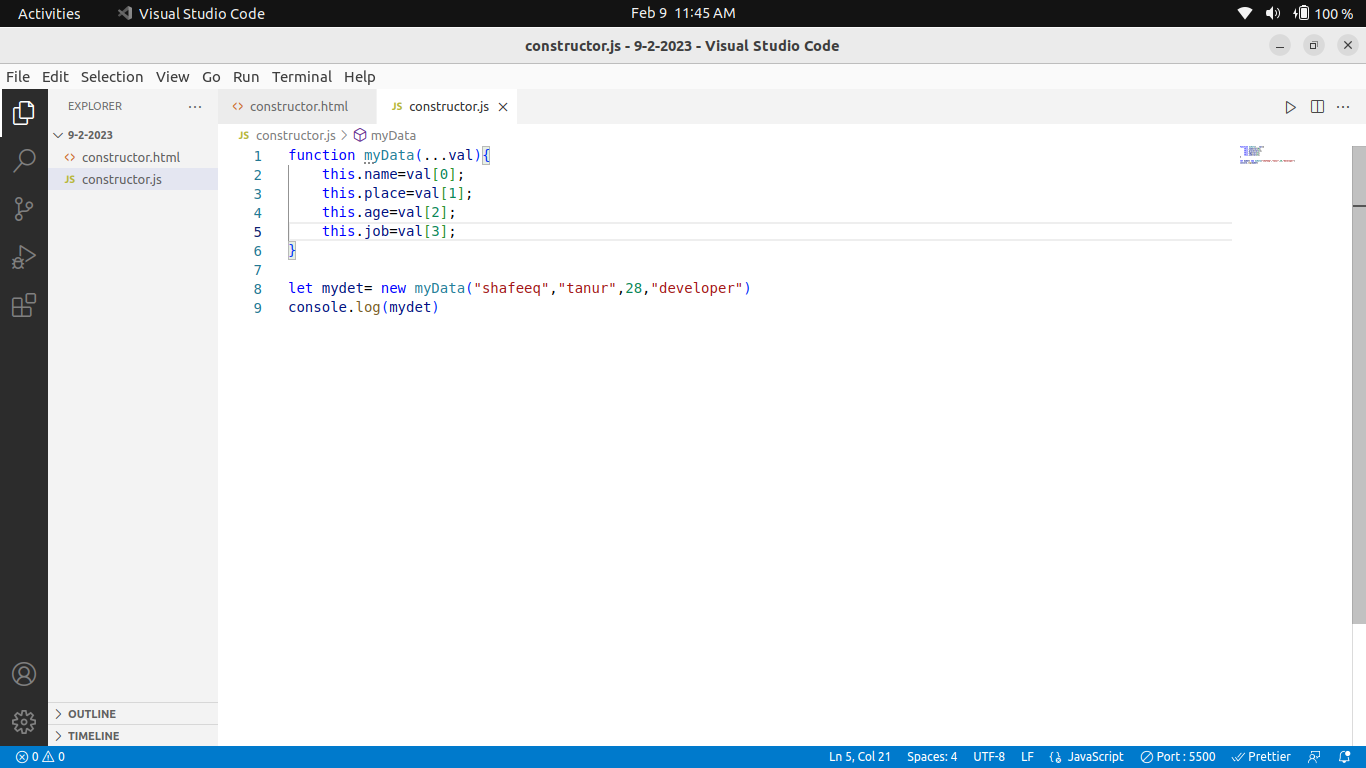 Activities Visual Studio Code Feb 9 11:45 AM 100 %
constructor.js - 9-2-2023 - Visual Studio Code
File Edit Selection View Go Run Terminal Help
EXPLORER
9-2-2023
constructor.html
JS constructor.js
OUTLINE
TIMELINE
constructor.html JS constructor.js
JS constructor.js > myData
1 function myData(...val){
2     this.name=val[0];
3     this.place=val[1];
4     this.age=val[2];
5     this.job=val[3];
6 }
7
8 let mydet= new myData("shafeeq","tanur",28,"developer")
9 console.log(mydet)
0 0 Ln 5, Col 21 Spaces: 4 UTF-8 LF JavaScript Port : 5500 Prettier